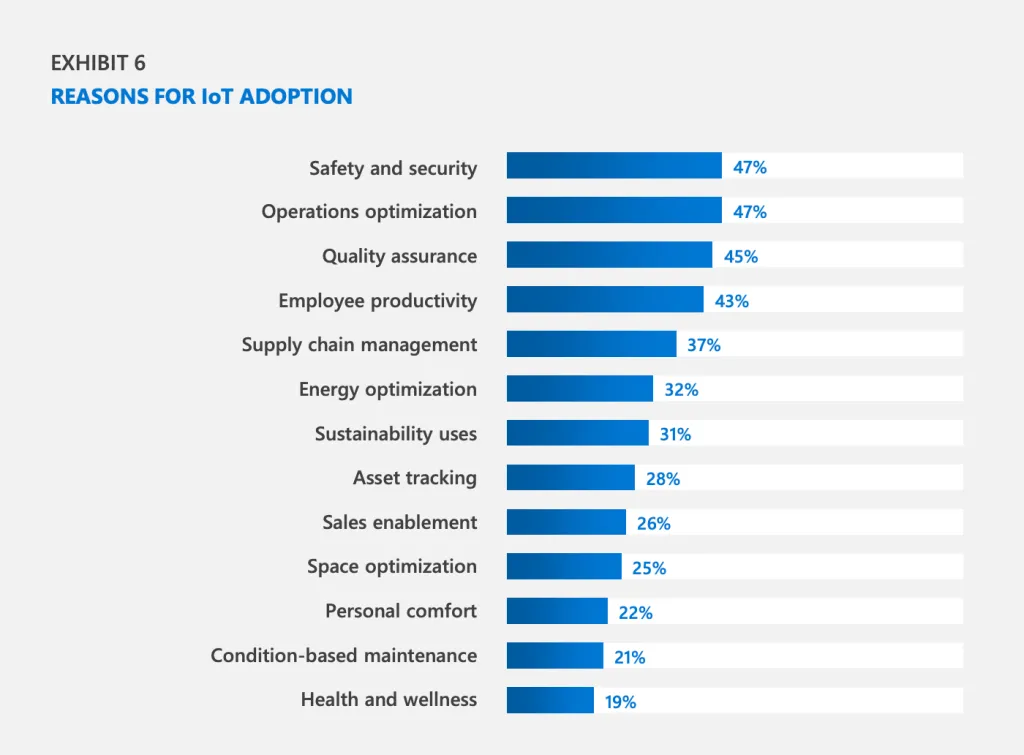 EXHIBIT 6
REASONS FOR IoT ADOPTION
Safety and security 47%
Operations optimization 47%
Quality assurance 45%
Employee productivity 43%
Supply chain management 37%
Energy optimization 32%
Sustainability uses 31%
Asset tracking 28%
Sales enablement 26%
Space optimization 25%
Personal comfort 22%
Condition-based maintenance 21%
Health and wellness 19%